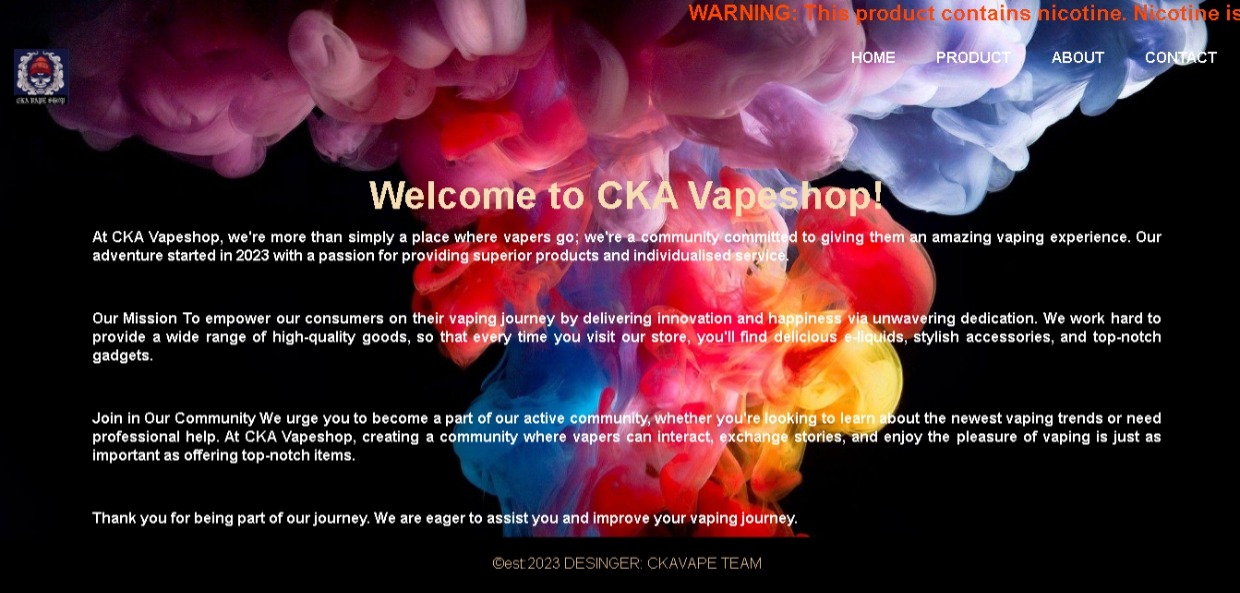 WARNING: This product contains nicotine. Nicotine is
HOME PRODUCT ABOUT CONTACT
CKA VAPE SHOP
Welcome to CKA Vapeshop!
At CKA Vapeshop, we're more than simply a place where vapers go; we're a community committed to giving them an amazing vaping experience. Our
adventure started in 2023 with a passion for providing superior products and individualised service.
Our Mission To empower our consumers on their vaping journey by delivering innovation and happiness via unwavering dedication. We work hard to
provide a wide range of high-quality goods, so that every time you visit our store, you'll find delicious e-liquids, stylish accessories, and top-notch
gadgets.
Join in Our Community We urge you to become a part of our active community, whether you're looking to learn about the newest vaping trends or need
professional help. At CKA Vapeshop, creating a community where vapers can interact, exchange stories, and enjoy the pleasure of vaping is just as
important as offering top-notch items.
Thank you for being part of our journey. We are eager to assist you and improve your vaping journey.
©est:2023 DESINGER: CKAVAPE TEAM